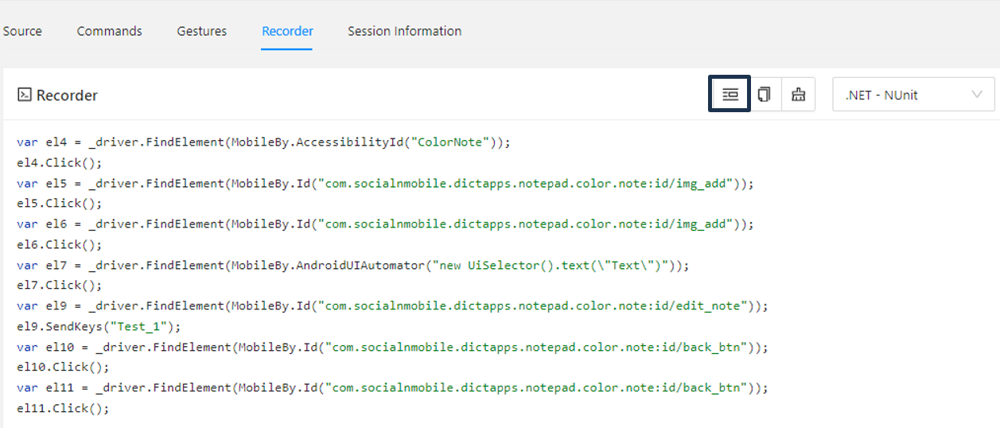 Source Commands Gestures Recorder Session Information
Recorder .NET - NUnit
var el4 = _driver.FindElement(MobileBy.AccessibilityId("ColorNote"));
el4.Click();
var el5 = _driver.FindElement(MobileBy.Id("com.socialnmobile.dictapps.notepad.color.note:id/img_add"));
el5.Click();
var el6 = _driver.FindElement(MobileBy.Id("com.socialnmobile.dictapps.notepad.color.note:id/img_add"));
el6.Click();
var el7 = _driver.FindElement(MobileBy.AndroidUIAutomator("new UiSelector().text(\"Text\")"));
el7.Click();
var el9 = _driver.FindElement(MobileBy.Id("com.socialnmobile.dictapps.notepad.color.note:id/edit_note"));
el9.SendKeys("Test_1");
var el10 = _driver.FindElement(MobileBy.Id("com.socialnmobile.dictapps.notepad.color.note:id/back_btn"));
el10.Click();
var el11 = _driver.FindElement(MobileBy.Id("com.socialnmobile.dictapps.notepad.color.note:id/back_btn"));
el11.Click();